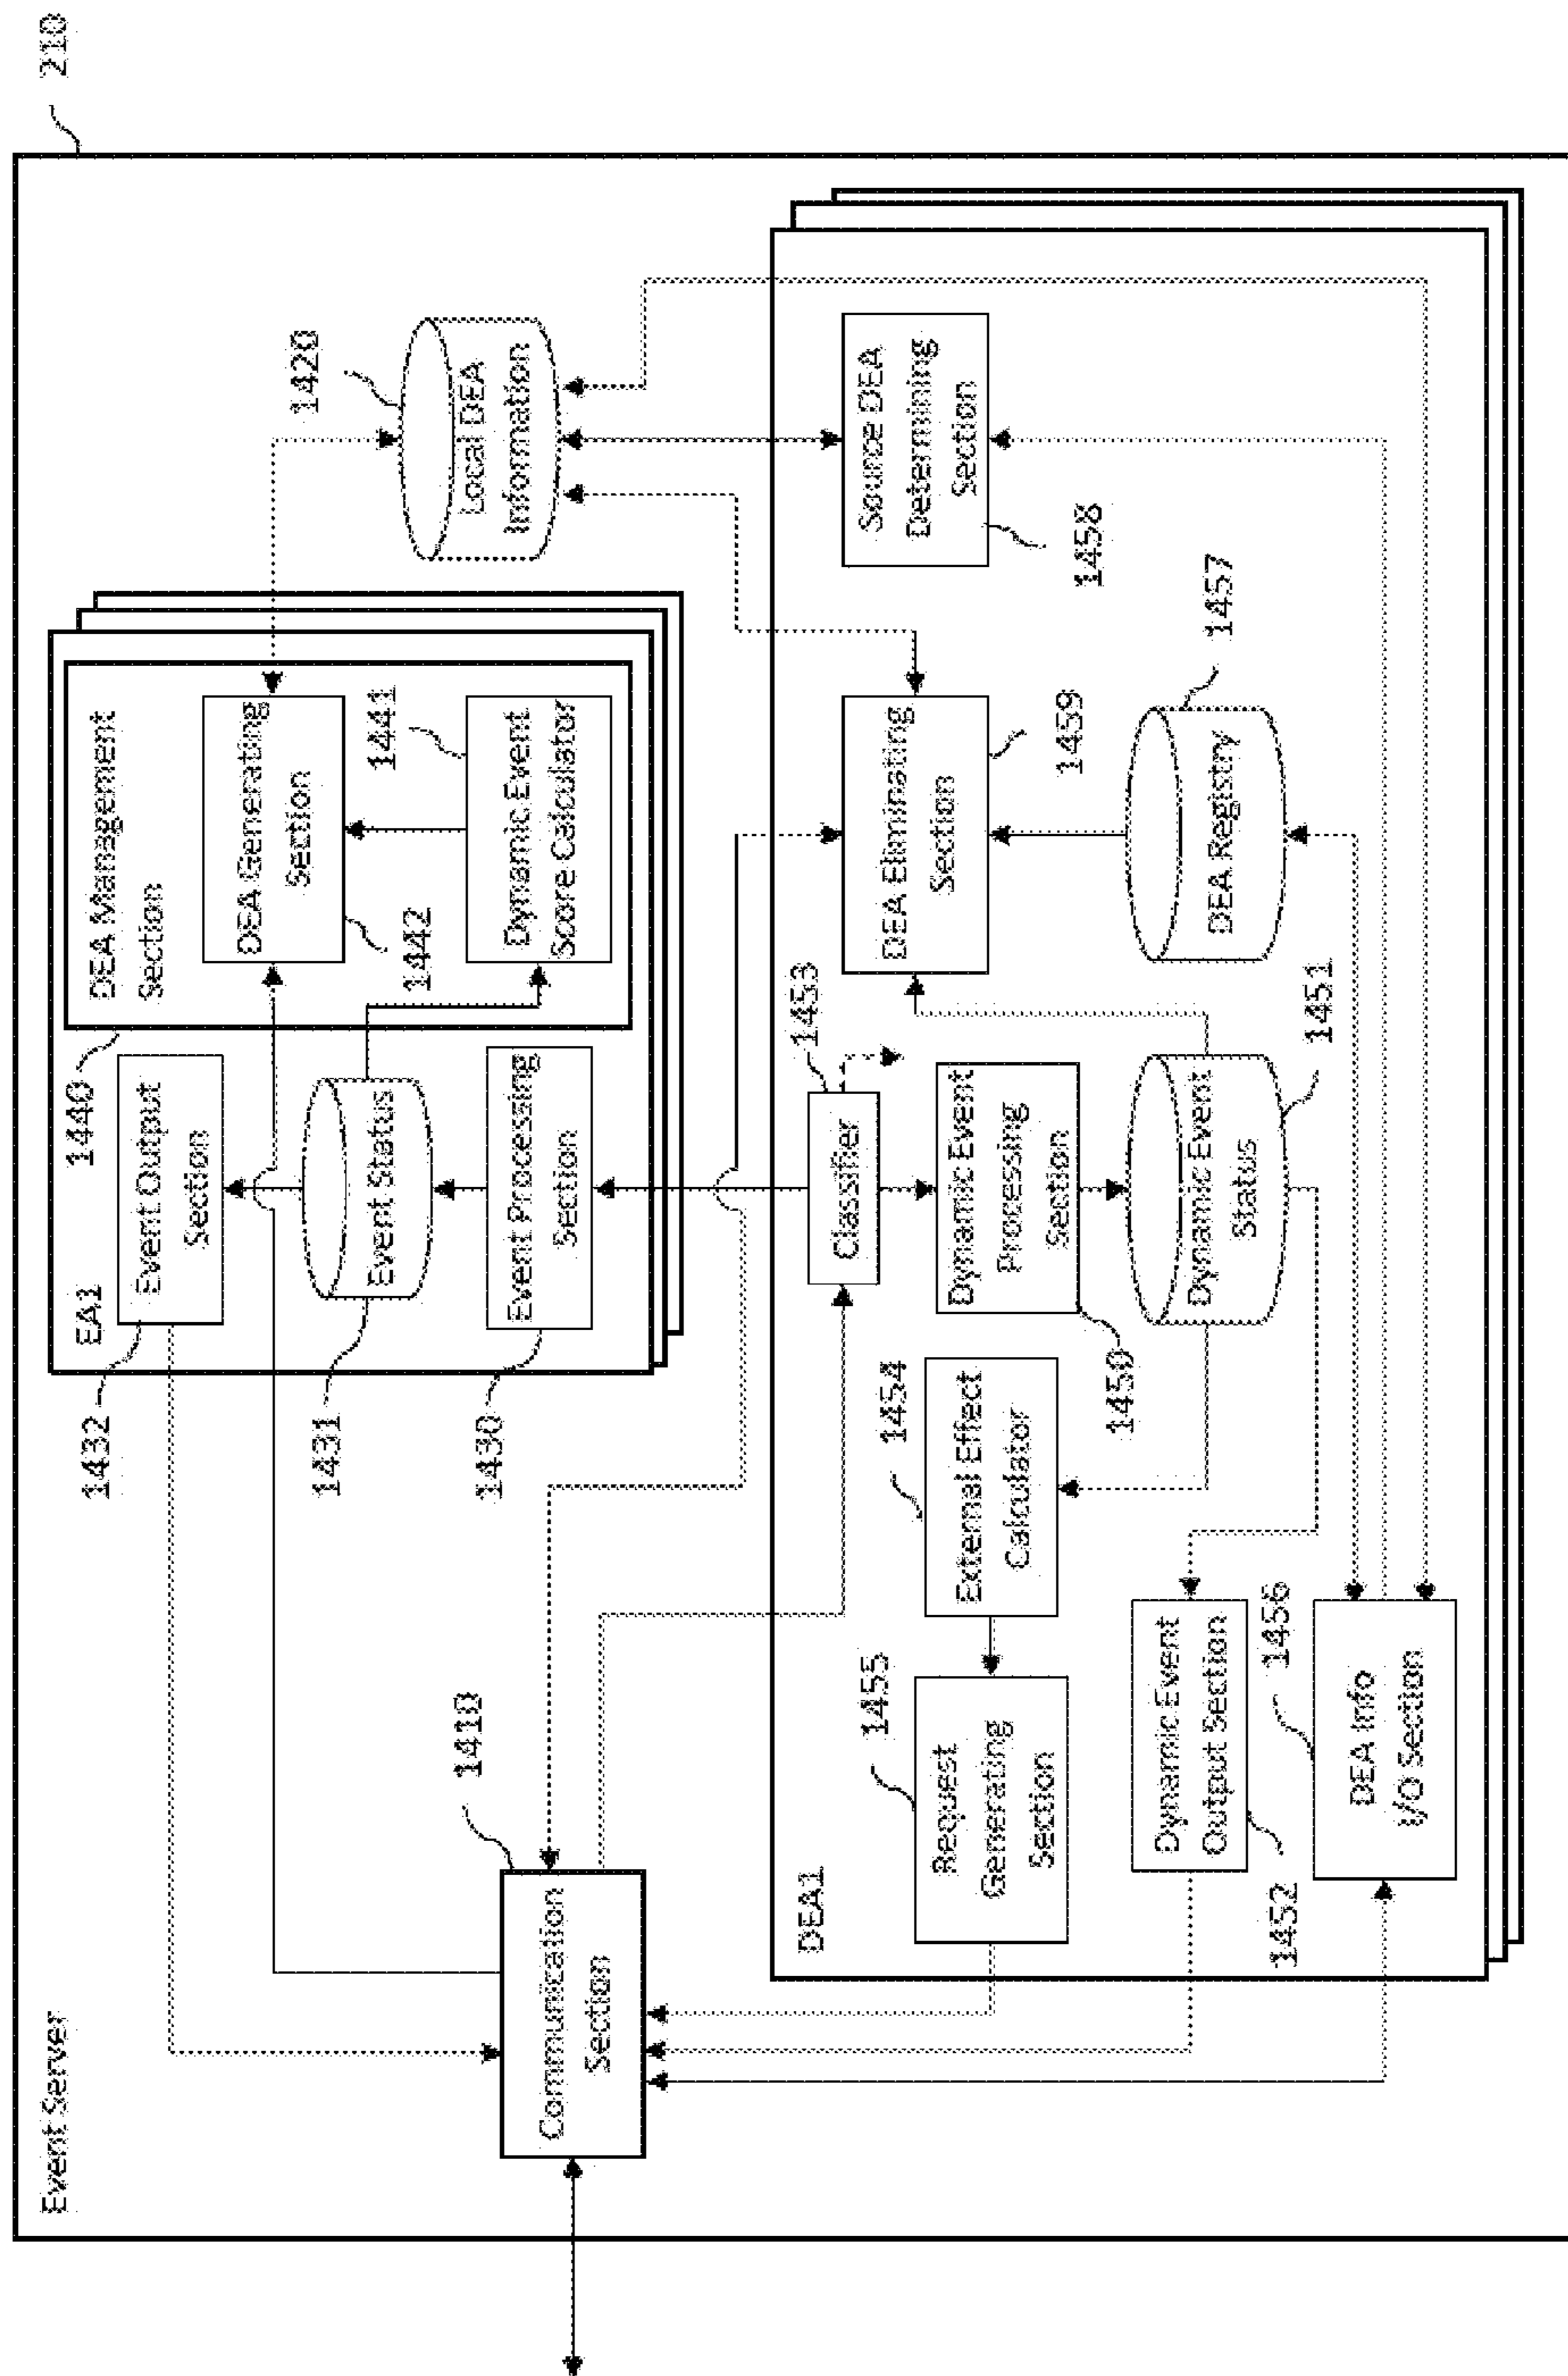 Event Server
210
EA1
Event Output
Section
1432
Event Status
1431
Event Processing
Section
1430
DEA Management
Section
1440
DEA Generating
Section
1442
Dynamic Event
Score Calculator
1441
Local DEA
Information
1420
Communication
Section
1410
DEA1
Classifier
1453
Request
Generating
Section
1455
External Effect
Calculator
1454
Dynamic Event
Processing
Section
1450
DEA Eliminating
Section
1459
Source DEA
Determining
Section
1458
Dynamic Event
Output Section
1452
Dynamic Event
Status
1451
DEA Registry
1457
DEA Info
I/O Section
1456